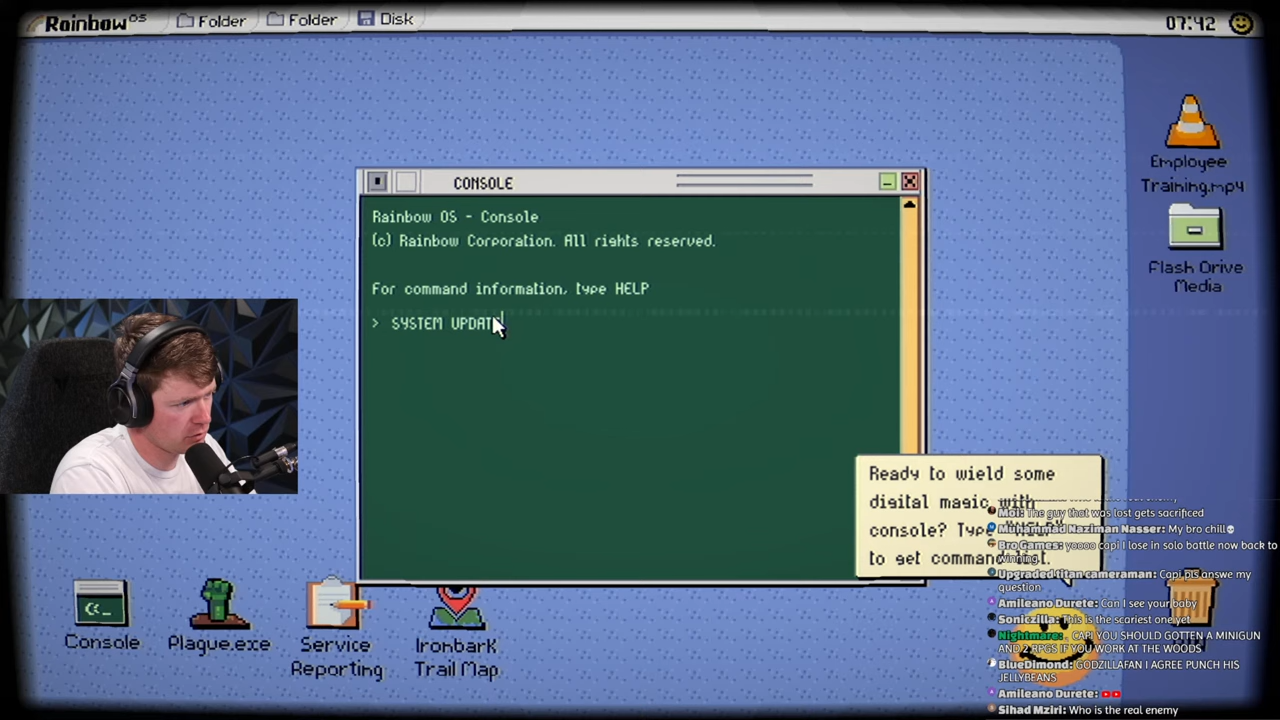 RainbowOS
Folder
Folder
Disk
07:42
Employee
Training.mp4
Flash Drive
Media
CONSOLE
Rainbow OS - Console
(c) Rainbow Corporation. All rights reserved.
For command information, type HELP
> SYSTEM UPDAT
Ready to wield some
digital magic with
console? Type "HELP"
to get command list.
Moi: The guy that was lost gets sacrificed
Muhammad Naziman Nasser: My bro chill💀
Bro Games: yoooo capi I lose in solo battle now back to
winning
Upgraded titan cameraman: Capi pls answe my
question
Amileano Durete: Can I see your baby
Soniczilla: This is the scariest one yet
Nightmare: CAPI YOU SHOULD GOTTEN A MINIGUN
AND 2 RPGS IF YOU WORK AT THE WOODS
BlueDimond: GODZILLAFAN I AGREE PUNCH HIS
JELLYBEANS
Amileano Durete:
Sihad Mziri: Who is the real enemy
Console
Plague.exe
Service
Reporting
Ironbark
Trail Map